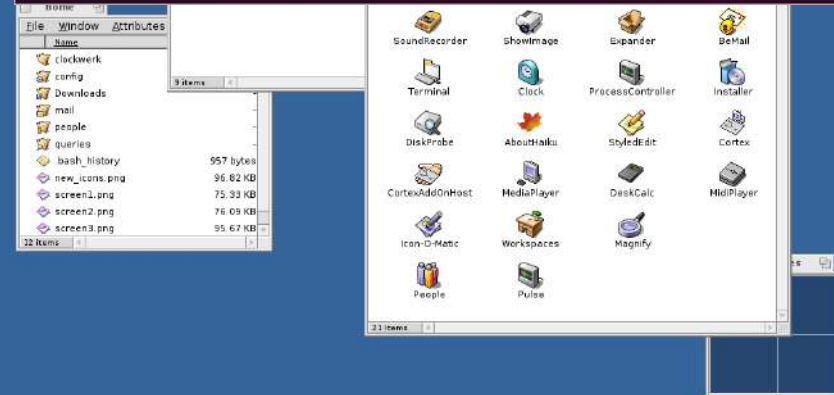 home
File Window Attributes
Name
clockwerk
config
Downloads
mail
people
queries
.bash_history 957 bytes
new_icons.png 96.82 KB
screen1.png 75.33 KB
screen2.png 76.09 KB
screen3.png 95.67 KB
22 items
9 items
SoundRecorder ShowImage Expander BeMail
Terminal Clock ProcessController Installer
DiskProbe AboutHaiku StyledEdit Cortex
CortexAddOnHost MediaPlayer DeskCalc MidiPlayer
Icon-O-Matic Workspaces Magnify
People Pulse
21 items
es